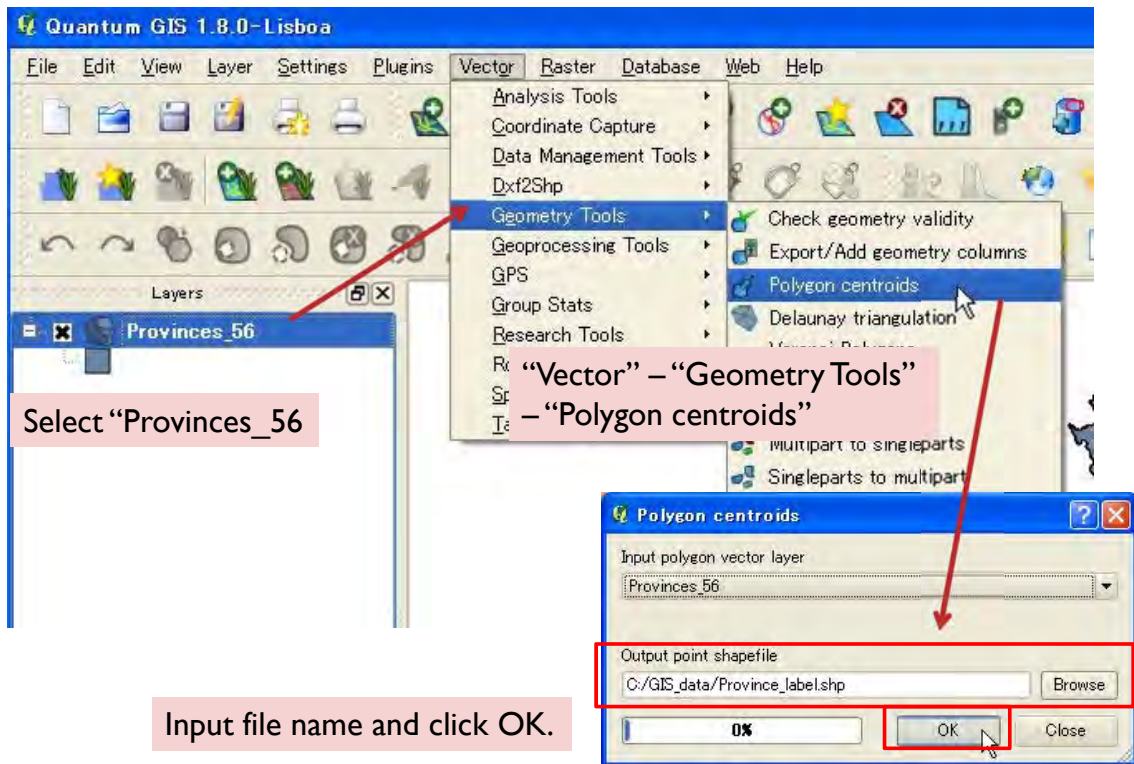 Quantum GIS 1.8.0-Lisboa
File Edit View Layer Settings Plugins Vector Raster Database Web Help
Analysis Tools
Coordinate Capture
Data Management Tools
Dxf2Shp
Geometry Tools
Geoprocessing Tools
GPS
Group Stats
Research Tools
Check geometry validity
Export/Add geometry columns
Polygon centroids
Delaunay triangulation
Multipart to singleparts
Singleparts to multipart
Layers
Provinces_56
Select “Provinces_56
“Vector” – “Geometry Tools”
– “Polygon centroids”
Polygon centroids
Input polygon vector layer
Provinces_56
Output point shapefile
C:/GIS_data/Province_label.shp Browse
0% OK Close
Input file name and click OK.